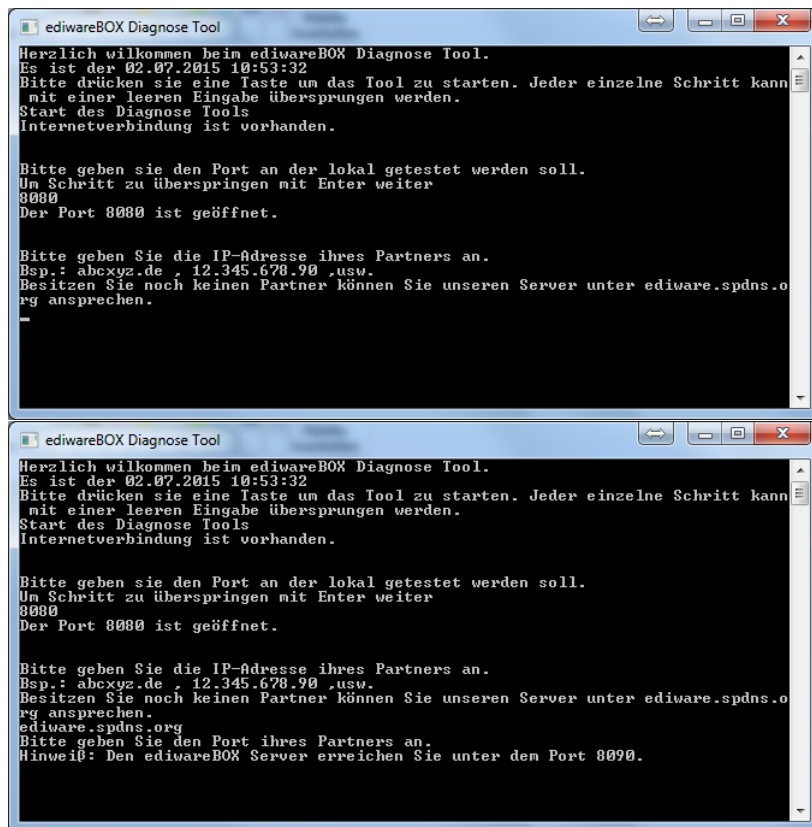 ediwareBOX Diagnose Tool
Herzlich wilkommen beim ediwareBOX Diagnose Tool.
Es ist der 02.07.2015 10:53:32
Bitte drücken sie eine Taste um das Tool zu starten. Jeder einzelne Schritt kann
mit einer leeren Eingabe übersprungen werden.
Start des Diagnose Tools
Internetverbindung ist vorhanden.
Bitte geben sie den Port an der lokal getestet werden soll.
Um Schritt zu überspringen mit Enter weiter
8080
Der Port 8080 ist geöffnet.
Bitte geben Sie die IP-Adresse ihres Partners an.
Bsp.: abcxyz.de , 12.345.678.90 ,usw.
Besitzen Sie noch keinen Partner können Sie unseren Server unter ediware.spdns.o
rg ansprechen.
ediwareBOX Diagnose Tool
Herzlich wilkommen beim ediwareBOX Diagnose Tool.
Es ist der 02.07.2015 10:53:32
Bitte drücken sie eine Taste um das Tool zu starten. Jeder einzelne Schritt kann
mit einer leeren Eingabe übersprungen werden.
Start des Diagnose Tools
Internetverbindung ist vorhanden.
Bitte geben sie den Port an der lokal getestet werden soll.
Um Schritt zu überspringen mit Enter weiter
8080
Der Port 8080 ist geöffnet.
Bitte geben Sie die IP-Adresse ihres Partners an.
Bsp.: abcxyz.de , 12.345.678.90 ,usw.
Besitzen Sie noch keinen Partner können Sie unseren Server unter ediware.spdns.o
rg ansprechen.
ediware.spdns.org
Bitte geben Sie den Port ihres Partners an.
Hinweiß: Den ediwareBOX Server erreichen Sie unter dem Port 8090.